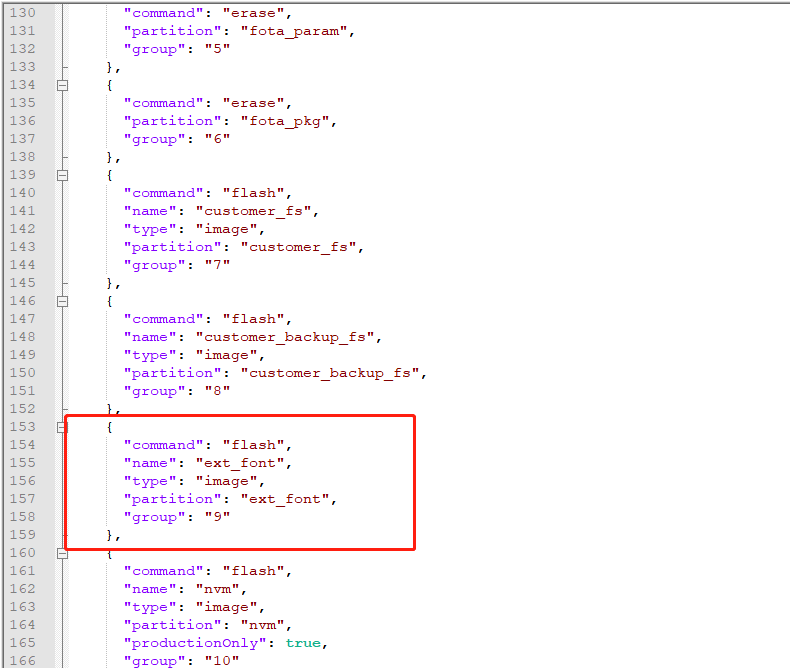 130 "command": "erase",
131 "partition": "fota_param",
132 "group": "5"
133 },
134 {
135 "command": "erase",
136 "partition": "fota_pkg",
137 "group": "6"
138 },
139 {
140 "command": "flash",
141 "name": "customer_fs",
142 "type": "image",
143 "partition": "customer_fs",
144 "group": "7"
145 },
146 {
147 "command": "flash",
148 "name": "customer_backup_fs",
149 "type": "image",
150 "partition": "customer_backup_fs",
151 "group": "8"
152 },
153 {
154 "command": "flash",
155 "name": "ext_font",
156 "type": "image",
157 "partition": "ext_font",
158 "group": "9"
159 },
160 {
161 "command": "flash",
162 "name": "nvm",
163 "type": "image",
164 "partition": "nvm",
165 "productionOnly": true,
166 "group": "10"